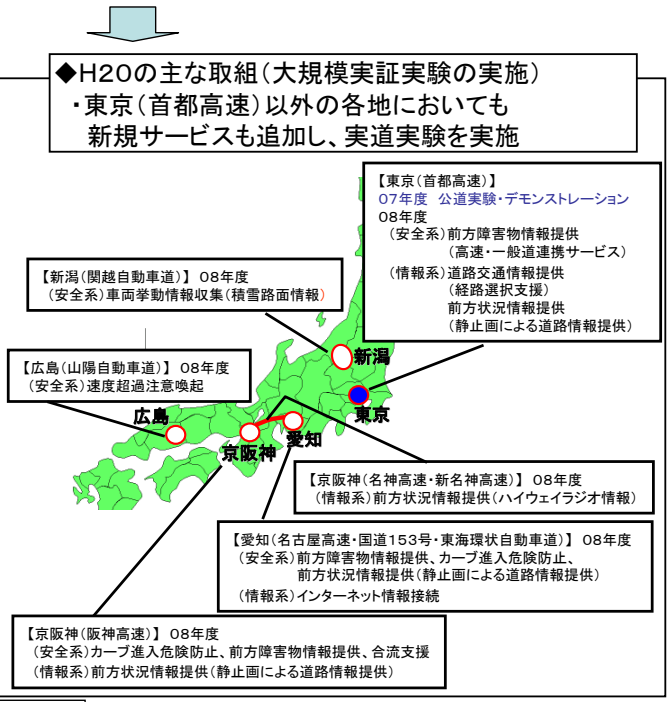 ◆H20の主な取組(大規模実証実験の実施)
・東京(首都高速)以外の各地においても
新規サービスも追加し、実道実験を実施
【東京(首都高速)】
07年度 公道実験・デモンストレーション
08年度
(安全系)前方障害物情報提供
(高速・一般道連携サービス)
(情報系)道路交通情報提供
(経路選択支援)
前方状況情報提供
(静止画による道路情報提供)
【新潟(関越自動車道)】 08年度
(安全系)車両挙動情報収集(積雪路面情報)
【広島(山陽自動車道)】 08年度
(安全系)速度超過注意喚起
新潟
東京
広島
愛知
京阪神
【京阪神(名神高速・新名神高速)】 08年度
(情報系)前方状況情報提供(ハイウェイラジオ情報)
【愛知(名古屋高速・国道153号・東海環状自動車道)】 08年度
(安全系)前方障害物情報提供、カーブ進入危険防止、
前方状況情報提供(静止画による道路情報提供)
(情報系)インターネット情報接続
【京阪神(阪神高速)】 08年度
(安全系)カーブ進入危険防止、前方障害物情報提供、合流支援
(情報系)前方状況情報提供(静止画による道路情報提供)